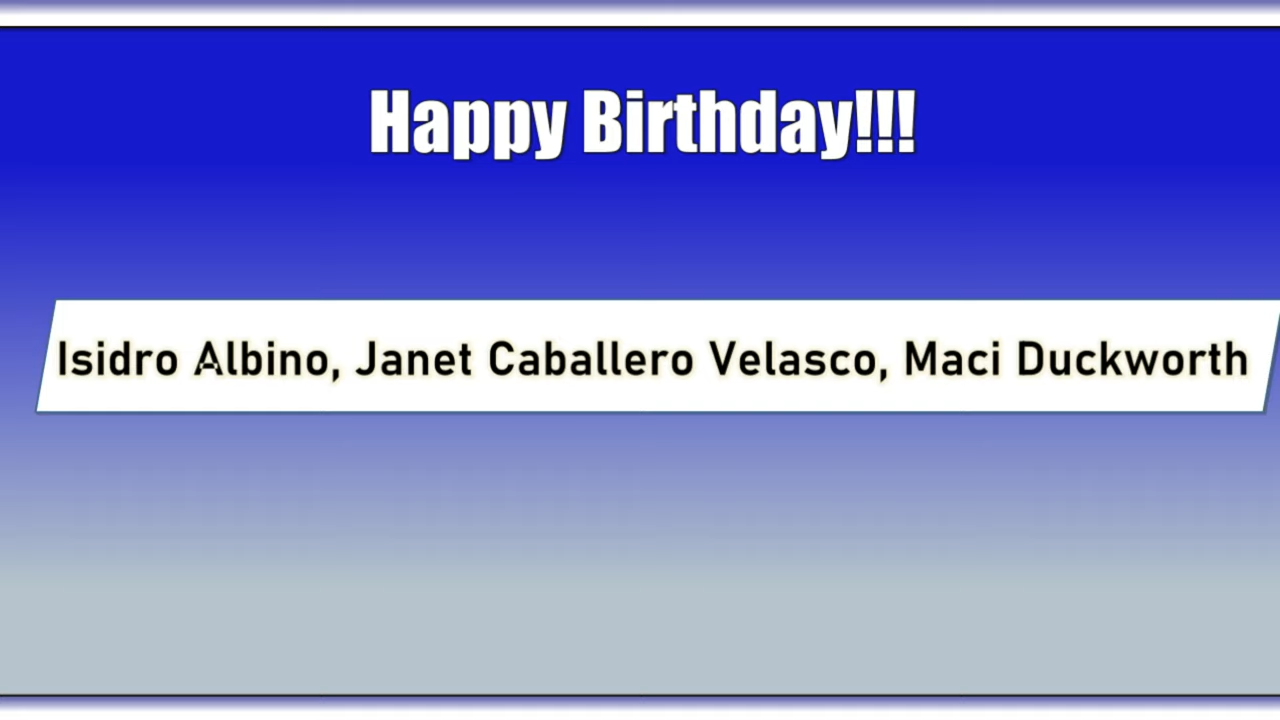 Happy Birthday!!!
Isidro Albino, Janet Caballero Velasco, Maci Duckworth